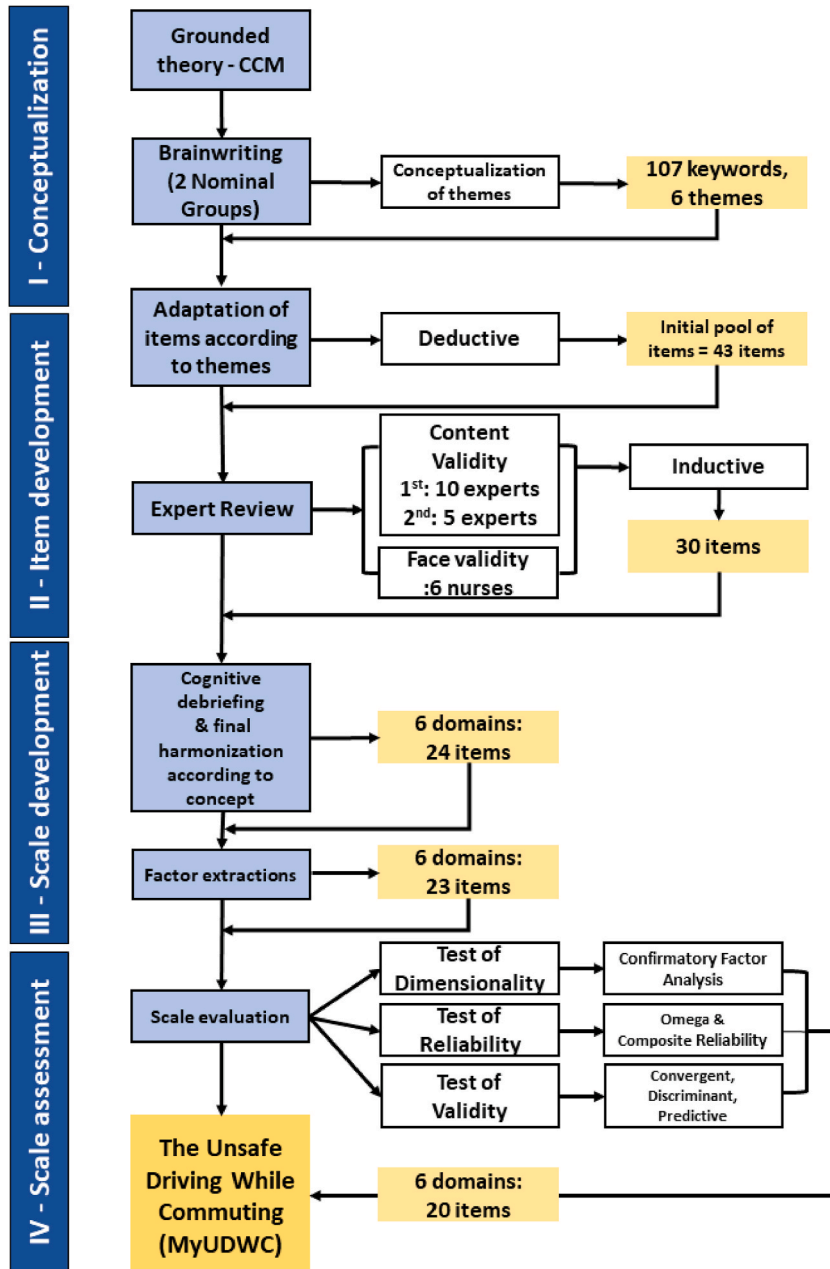 I - Conceptualization
Grounded
theory - CCM
Brainwriting
(2 Nominal
Groups)
Conceptualization
of themes
107 keywords,
6 themes
II - Item development
Adaptation of
items according
to themes
Deductive
Initial pool of
items = 43 items
Expert Review
Content
Validity
1st: 10 experts
2nd: 5 experts
Face validity
:6 nurses
Inductive
30 items
III - Scale development
Cognitive
debriefing
& final
harmonization
according to
concept
6 domains:
24 items
Factor extractions
6 domains:
23 items
IV - Scale assessment
Scale evaluation
Test of
Dimensionality
Confirmatory Factor
Analysis
Test of
Reliability
Omega &
Composite Reliability
Test of
Validity
Convergent,
Discriminant,
Predictive
The Unsafe
Driving While
Commuting
(MyUDWC)
6 domains:
20 items